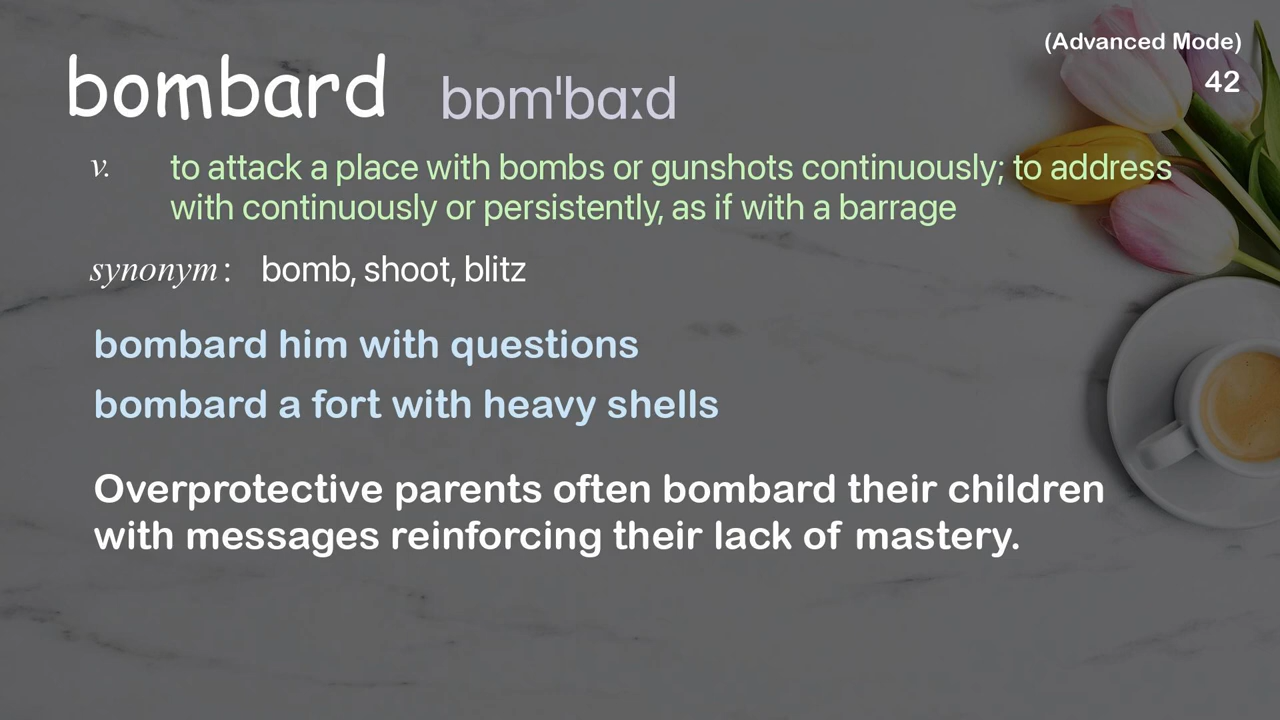 (Advanced Mode)
42
bombard bɒmˈbɑːd
v. to attack a place with bombs or gunshots continuously; to address
with continuously or persistently, as if with a barrage
synonym : bomb, shoot, blitz
bombard him with questions
bombard a fort with heavy shells
Overprotective parents often bombard their children
with messages reinforcing their lack of mastery.